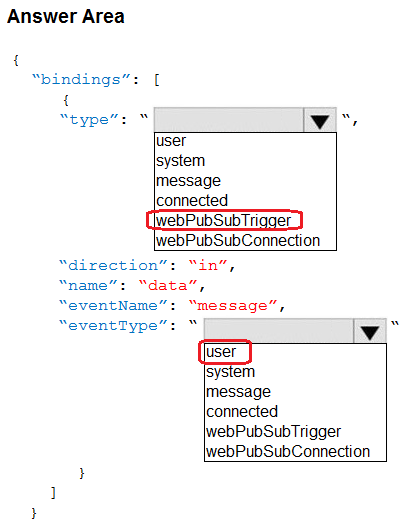 Answer Area
{
“bindings”: [
{
“type”: “ “,
user
system
message
connected
webPubSubTrigger
webPubSubConnection
“direction”: “in”,
“name”: “data”,
“eventName”: “message”,
“eventType”: “ “
user
system
message
connected
webPubSubTrigger
webPubSubConnection
}
]
}